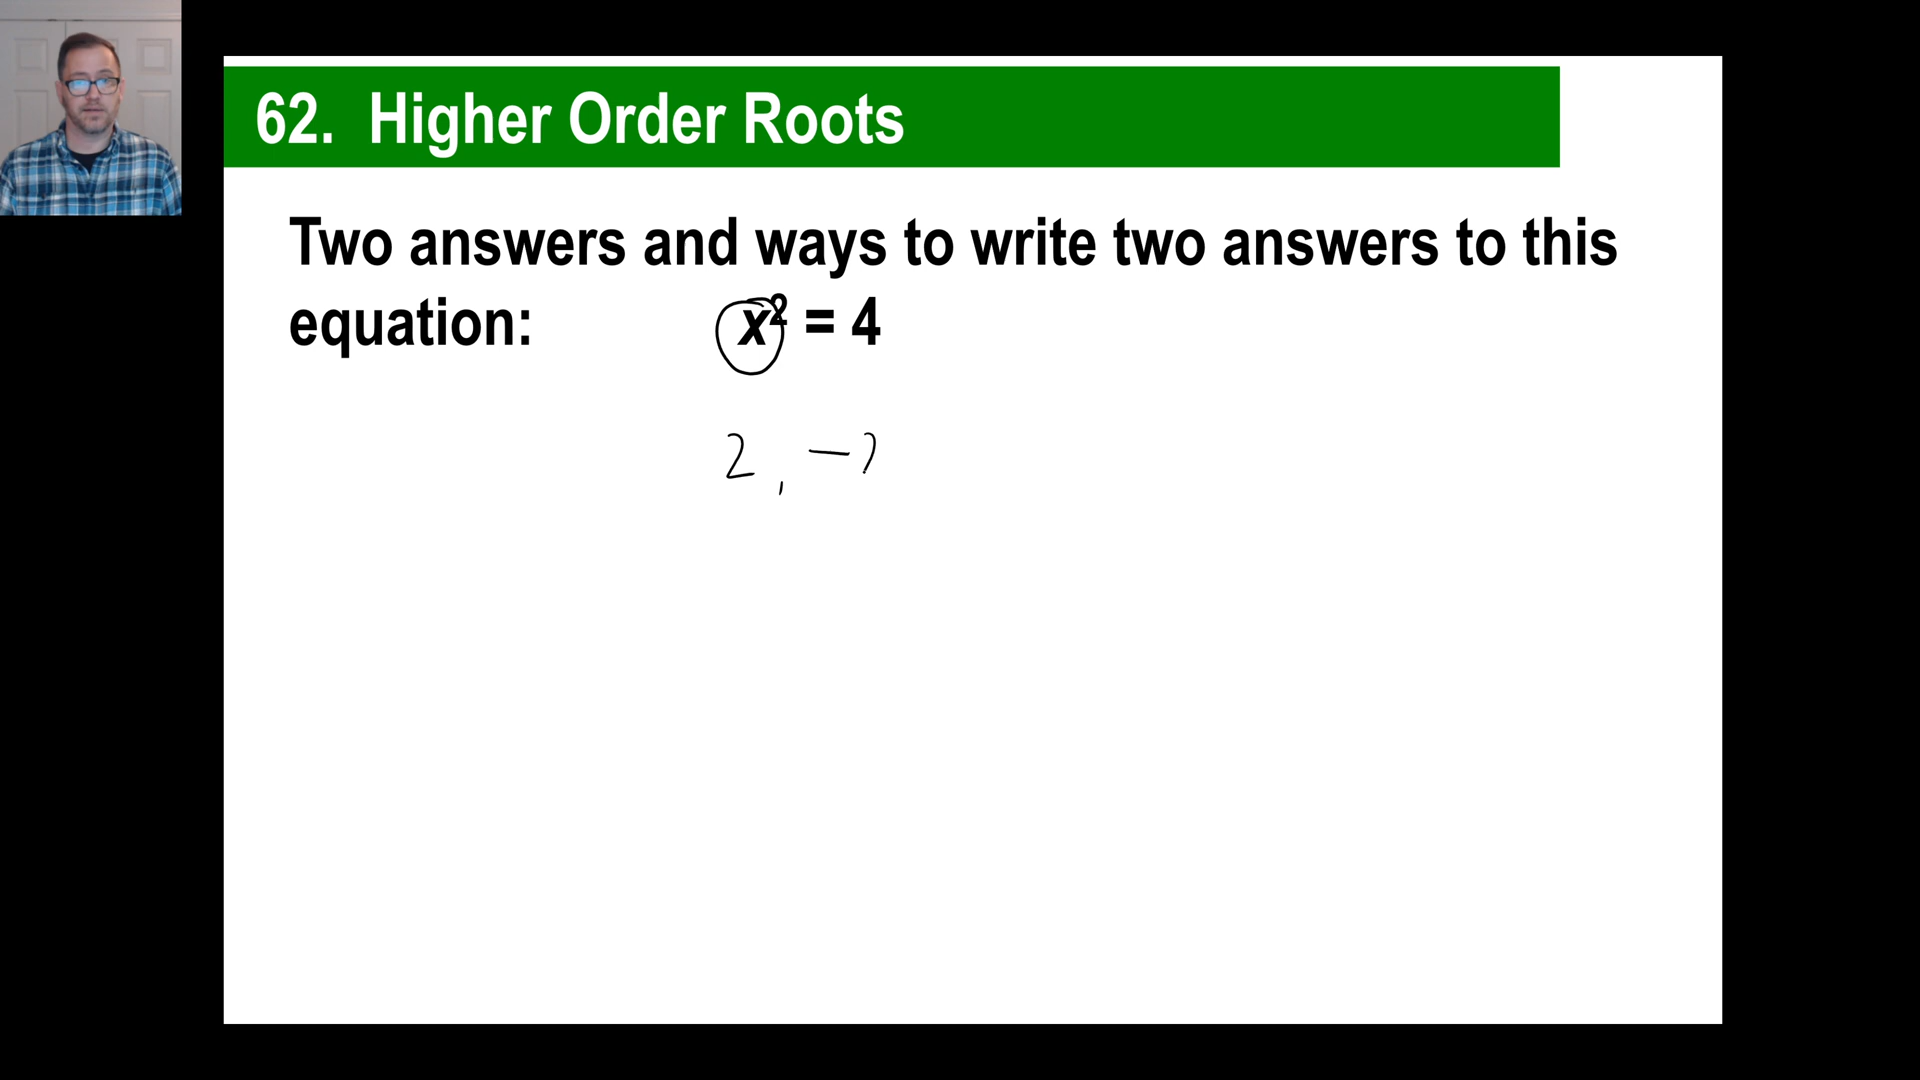 62. Higher Order Roots
Two answers and ways to write two answers to this
equation: x² = 4
2, −2